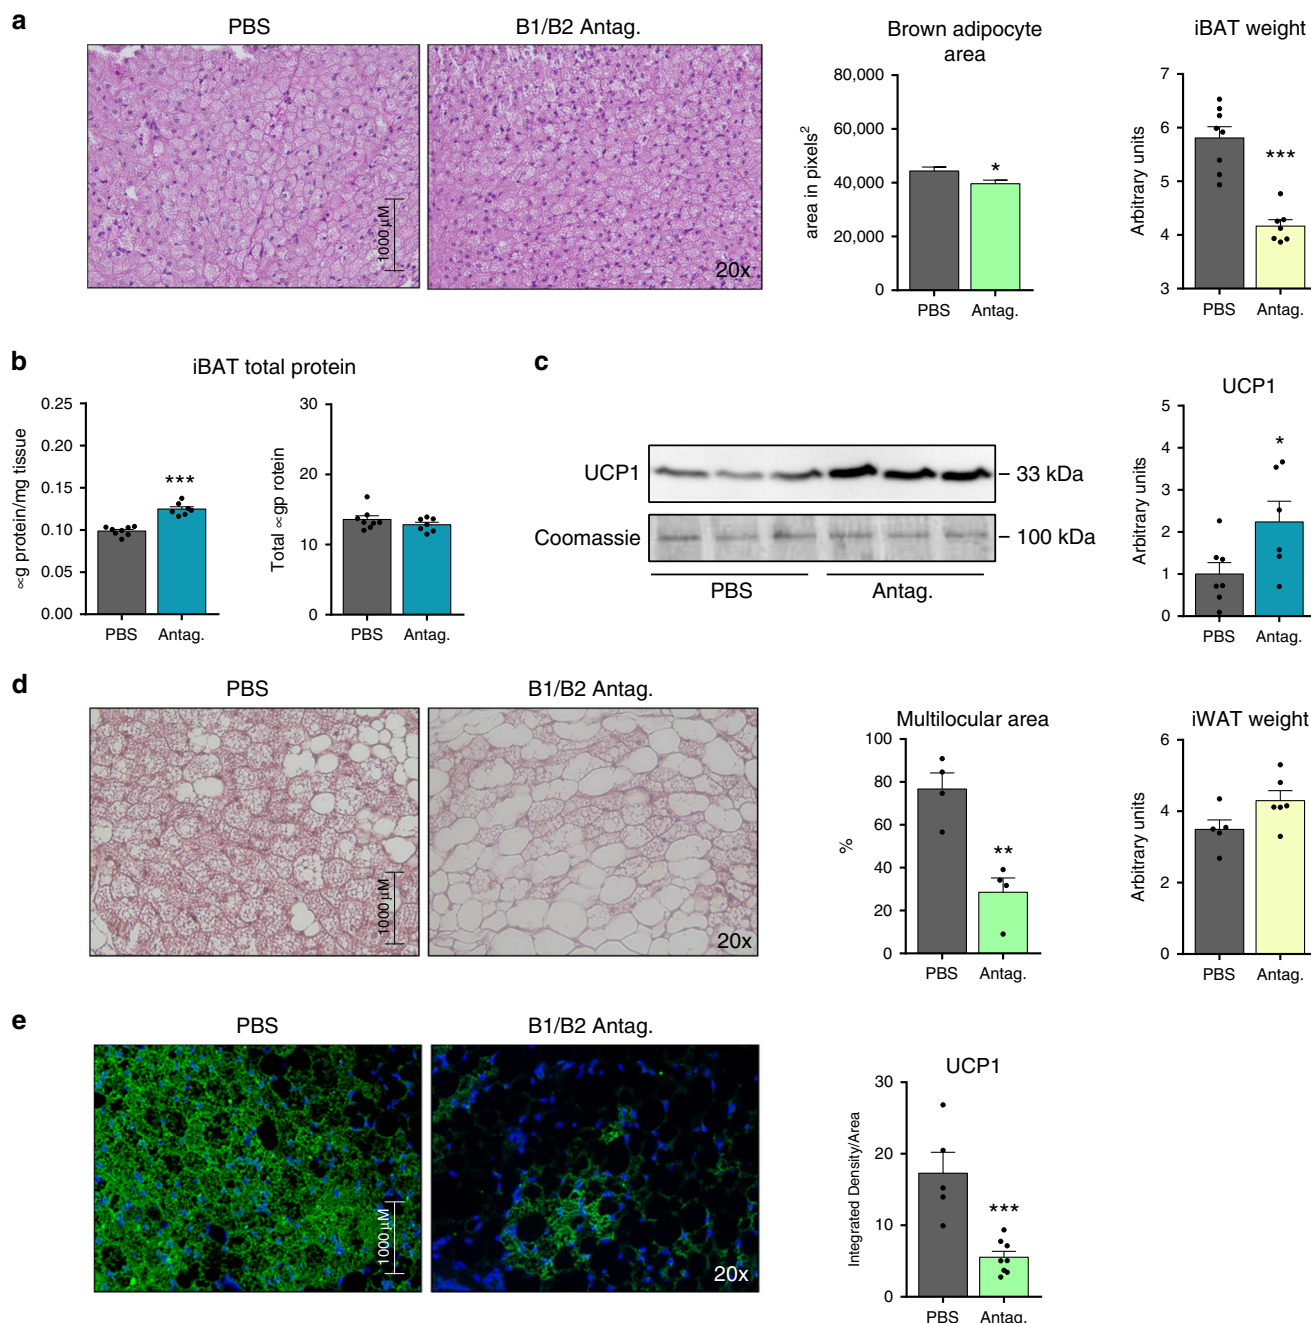 a
PBS
B1/B2 Antag.
1000 µM
20x
Brown adipocyte
area
area in pixels2
80,000
60,000
40,000
20,000
0
*
PBS
Antag.
iBAT weight
Arbitrary units
7
6
5
4
3
***
PBS
Antag.
b
iBAT total protein
∝g protein/mg tissue
0.25
0.20
0.15
0.10
0.05
0.00
***
PBS
Antag.
Total ∝gp rotein
30
20
10
0
PBS
Antag.
c
UCP1
33 kDa
Coomassie
100 kDa
PBS
Antag.
UCP1
Arbitrary units
5
4
3
2
1
0
*
PBS
Antag.
d
PBS
B1/B2 Antag.
1000 µM
20x
Multilocular area
%
100
80
60
40
20
0
**
PBS
Antag.
iWAT weight
Arbitrary units
6
4
2
0
PBS
Antag.
e
PBS
B1/B2 Antag.
1000 µM
20x
UCP1
Integrated Density/Area
30
20
10
0
***
PBS
Antag.